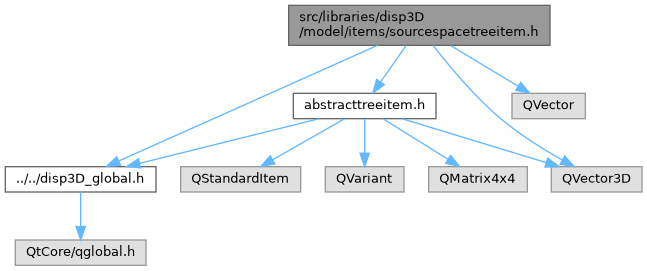 src/libraries/disp3D
/model/items/sourcespacetreeitem.h
abstracttreeitem.h
QVector
../../disp3D_global.h
QStandardItem
QVariant
QMatrix4x4
QVector3D
QtCore/qglobal.h